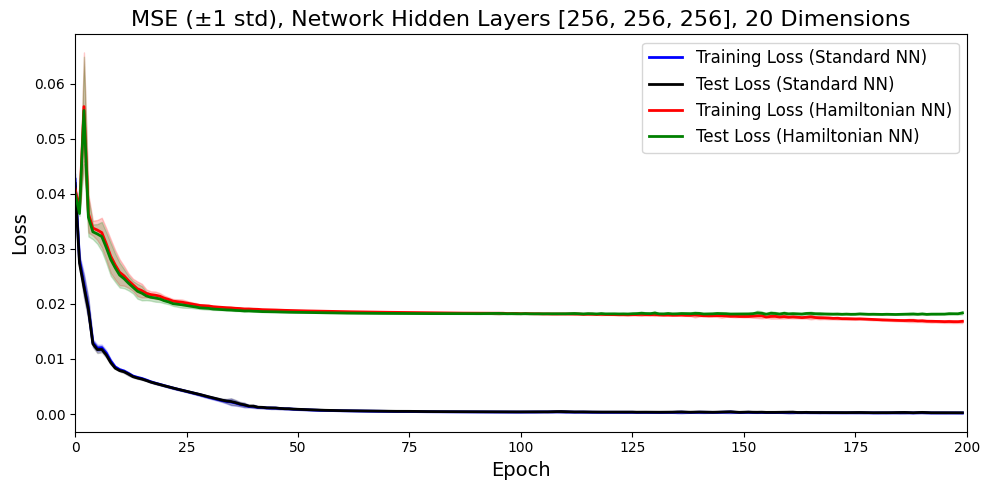 MSE (±1 std), Network Hidden Layers [256, 256, 256], 20 Dimensions
Training Loss (Standard NN)
Test Loss (Standard NN)
Training Loss (Hamiltonian NN)
Test Loss (Hamiltonian NN)
Loss
0.06
0.05
0.04
0.03
0.02
0.01
0.00
0 25 50 75 100 125 150 175 200
Epoch